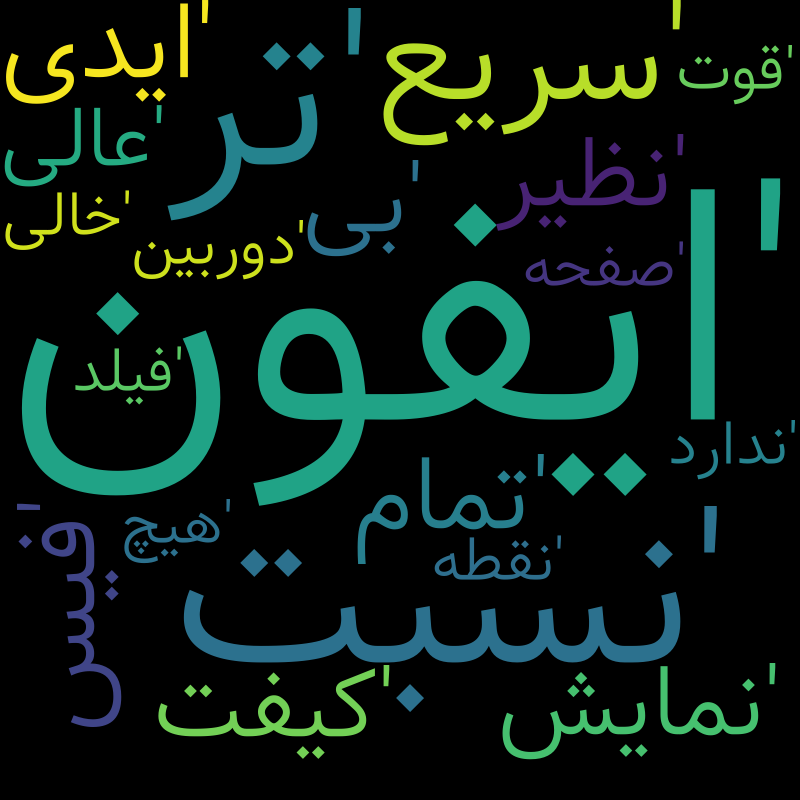 'ایدی
'تر
'سریع
'قوت
'عالی
'بی
'نظیر
'خالی
'دوربین
'صفحه
'ایفون
'فیلد
'ندارد
'تمام
'هیچ
'نقطه
'فیس
'نسبت
'کیفت
'نمایش